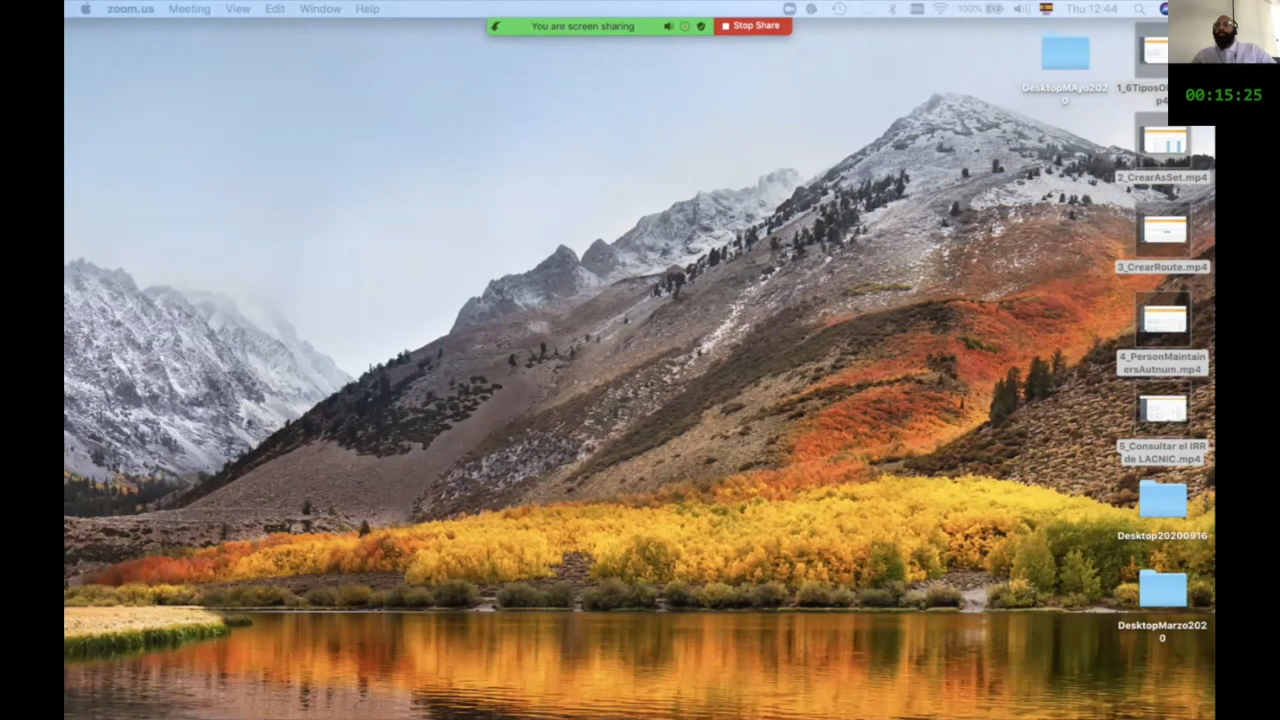 zoom.us Meeting View Edit Window Help 100% Thu 12:44
You are screen sharing Stop Share
DesktopMAyo202
0
00:15:25
2_CrearAsSet.mp4
3_CrearRoute.mp4
4_PersonMaintain
ersAutnum.mp4
5_Consultar el IRR
de LACNIC.mp4
Desktop20200916
DesktopMarzo202
0